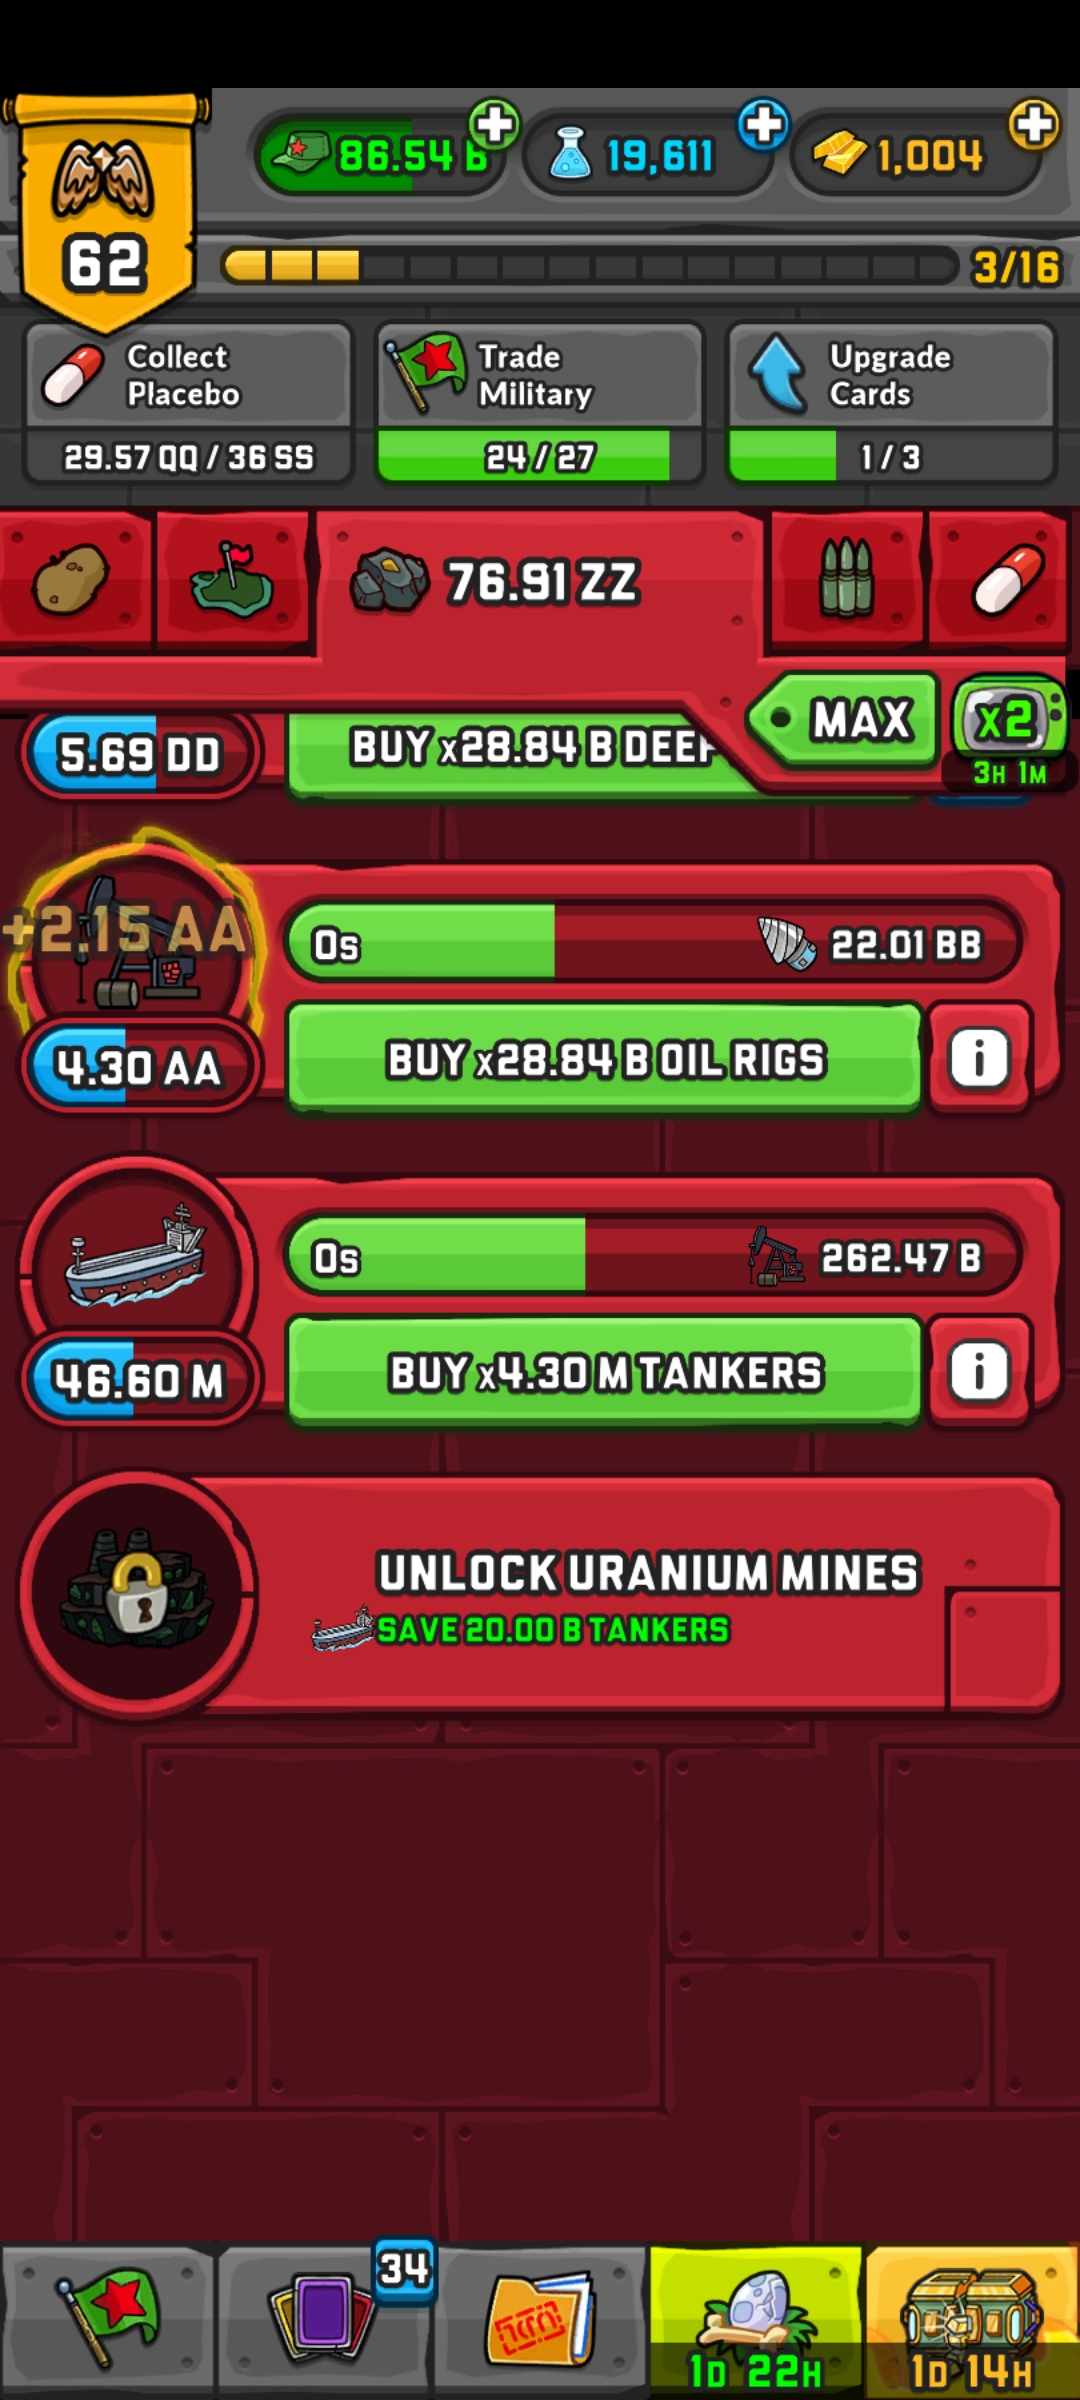 86.54 B
19,611
1,004
62
3/16
Collect
Placebo
29.57 QQ / 36 SS
Trade
Military
24 / 27
Upgrade
Cards
1 / 3
76.91 ZZ
MAX
x2
3H 1M
5.69 DD
BUY x28.84 B DEEP
+2.15 AA
0s
22.01 BB
4.30 AA
BUY x28.84 B OIL RIGS
i
0s
262.47 B
46.60 M
BUY x4.30 M TANKERS
i
UNLOCK URANIUM MINES
SAVE 20.00 B TANKERS
34
1D 22H
1D 14H